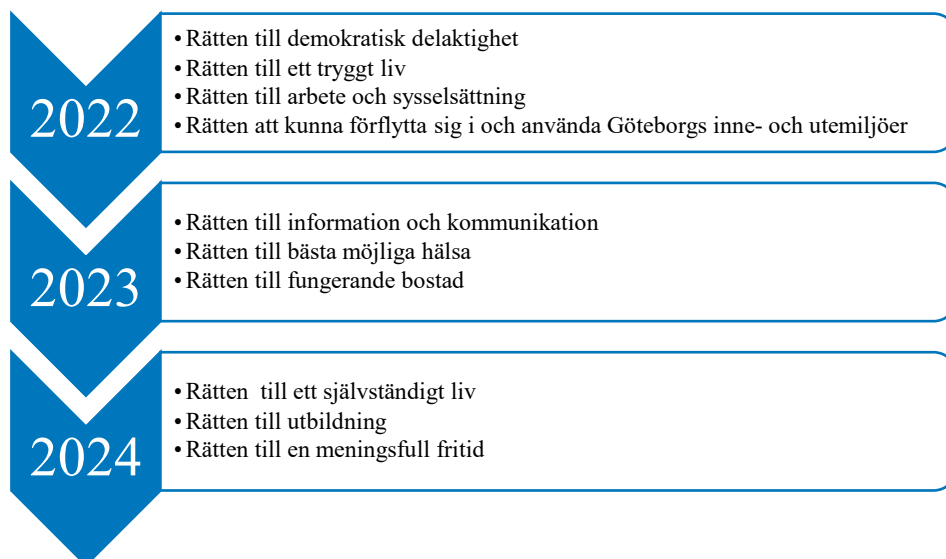 2022
• Rätten till demokratisk delaktighet
• Rätten till ett tryggt liv
• Rätten till arbete och sysselsättning
• Rätten att kunna förflytta sig i och använda Göteborgs inne- och utemiljöer
2023
• Rätten till information och kommunikation
• Rätten till bästa möjliga hälsa
• Rätten till fungerande bostad
2024
• Rätten  till ett självständigt liv
• Rätten till utbildning
• Rätten till en meningsfull fritid